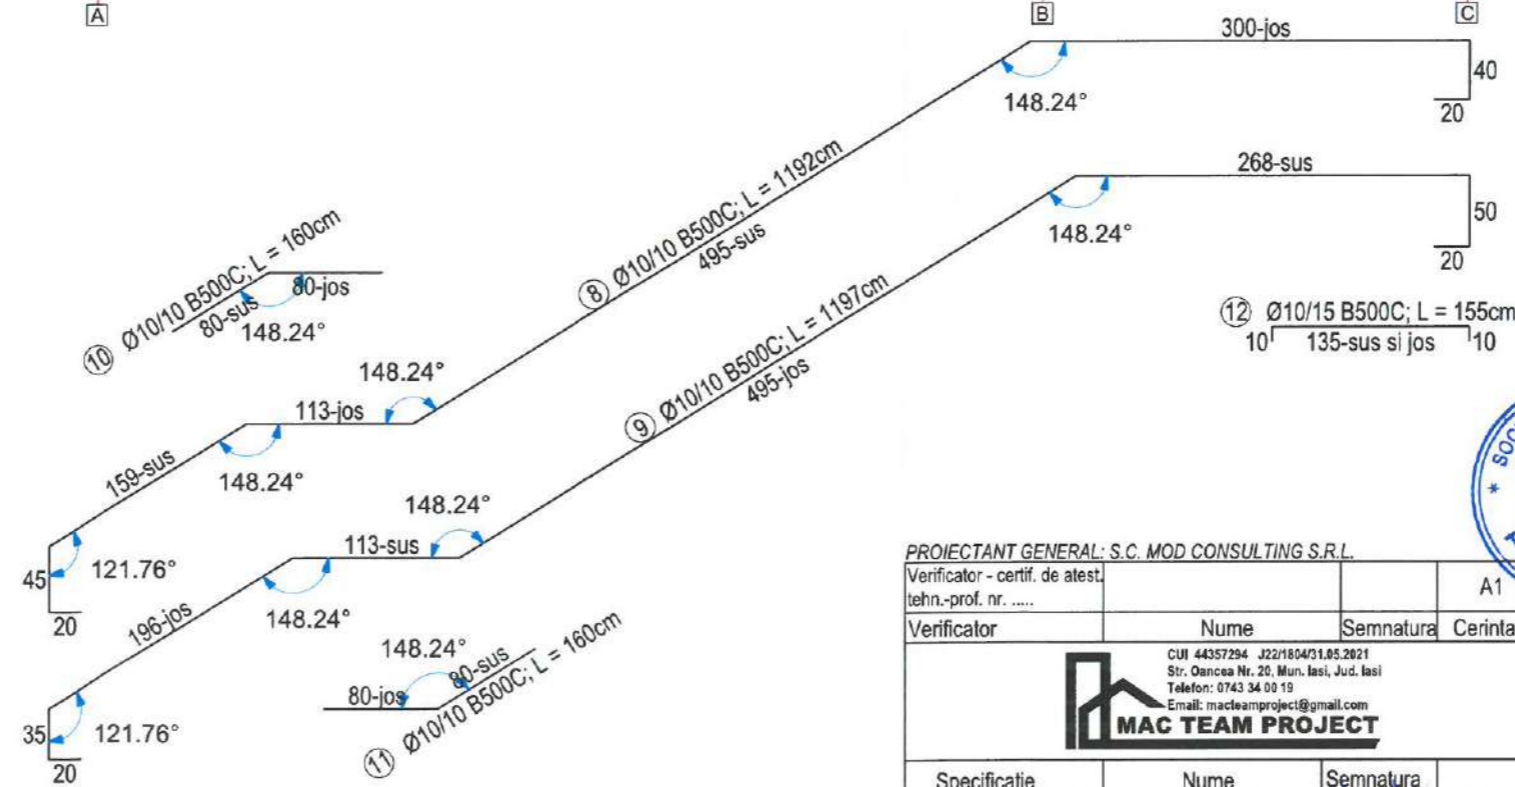 A
B
C
300-jos
40
20
148.24°
268-sus
50
20
148.24°
8 Ø10/10 B500C; L = 1192cm
495-sus
10 Ø10/10 B500C; L = 160cm
80-sus
80-jos
148.24°
12 Ø10/15 B500C; L = 155cm
10 135-sus si jos 10
9 Ø10/10 B500C; L = 1197cm
495-jos
148.24°
113-jos
159-sus
148.24°
148.24°
113-sus
45
121.76°
20
196-jos
148.24°
148.24°
80-sus
80-jos
11 Ø10/10 B500C; L = 160cm
35
121.76°
20
PROIECTANT GENERAL: S.C. MOD CONSULTING S.R.L.
Verificator - certif. de atest.
tehn.-prof. nr. .....
A1
Verificator Nume Semnatura Cerinta
CUI 44357294 J22/1804/31.05.2021
Str. Oancea Nr. 20, Mun. Iasi, Jud. Iasi
Telefon: 0743 34 00 19
Email: macteamproject@gmail.com
MAC TEAM PROJECT
Specificatie Nume Semnatura